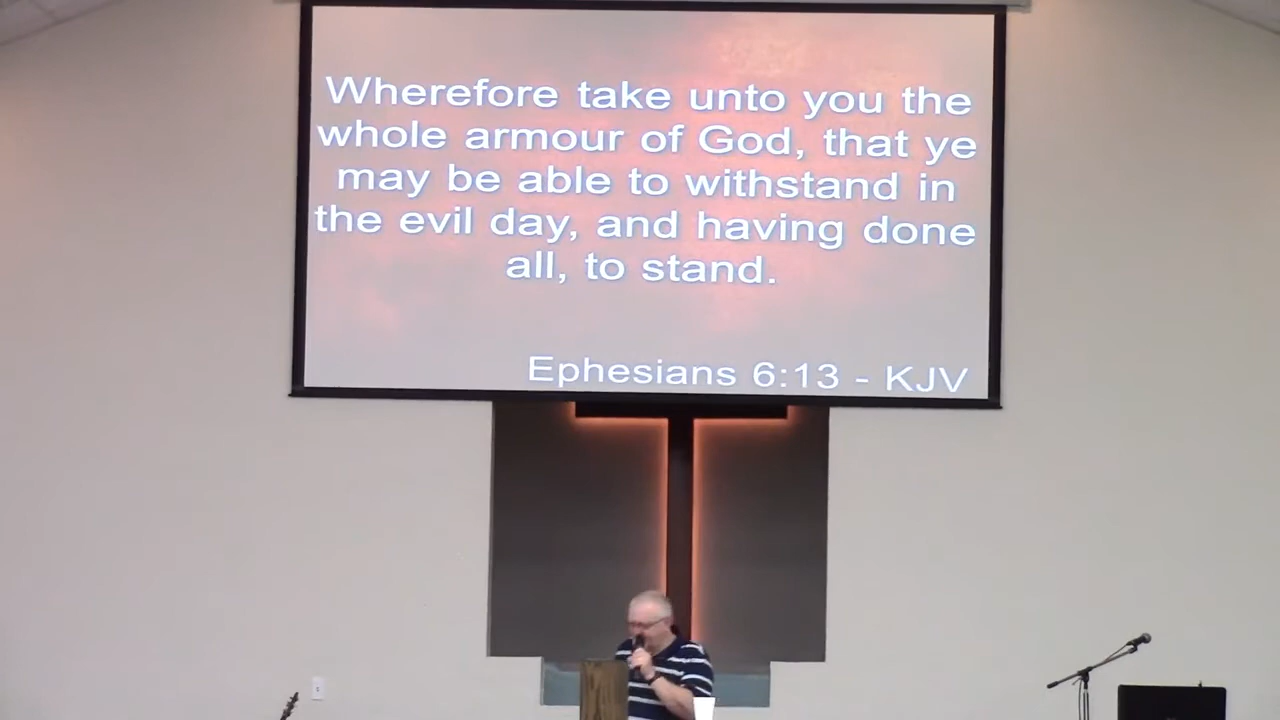 Wherefore take unto you the
whole armour of God, that ye
may be able to withstand in
the evil day, and having done
all, to stand.
Ephesians 6:13 - KJV